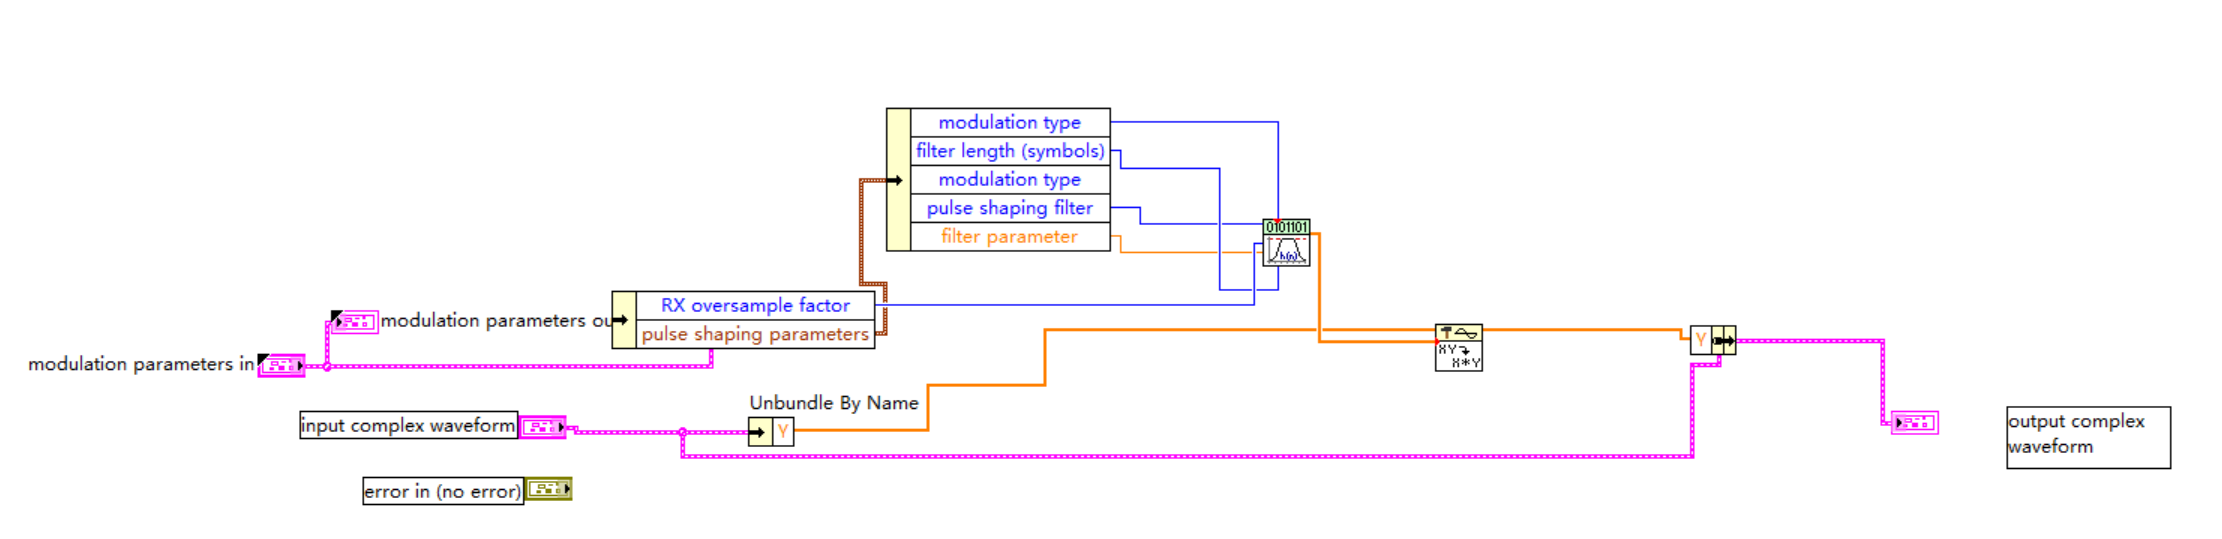 modulation type
filter length (symbols)
modulation type
pulse shaping filter
filter parameter
0101101
h(n)
RX oversample factor
pulse shaping parameters
modulation parameters ou
modulation parameters in
XY
X*Y
Y
Unbundle By Name
input complex waveform
Y
output complex
waveform
error in (no error)